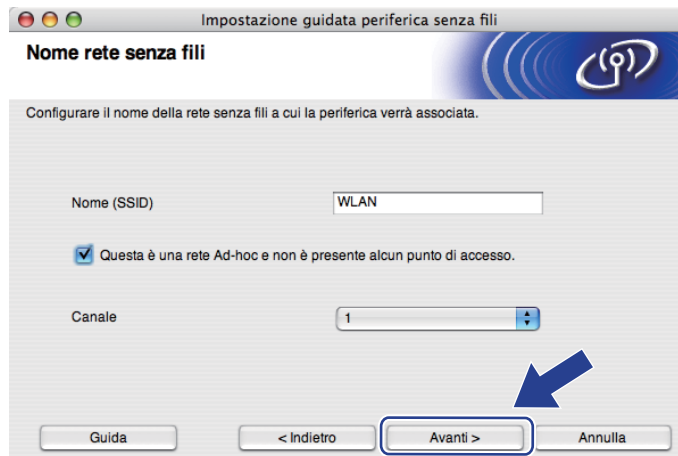 Impostazione guidata periferica senza fili
Nome rete senza fili
Configurare il nome della rete senza fili a cui la periferica verrà associata.
Nome (SSID) WLAN
Questa è una rete Ad-hoc e non è presente alcun punto di accesso.
Canale 1
Guida < Indietro Avanti > Annulla